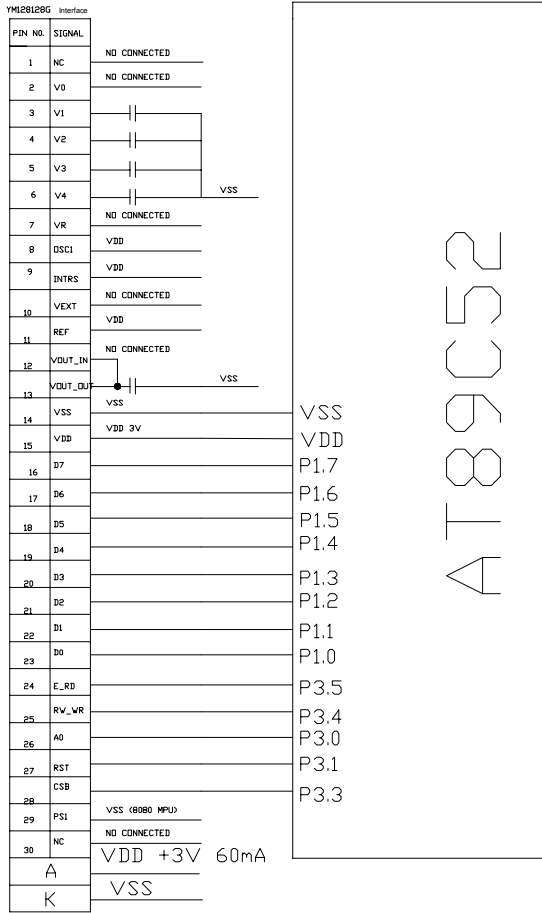 YM128128G Interface
PIN NO. SIGNAL
1 NC NO CONNECTED
2 V0 NO CONNECTED
3 V1
4 V2
5 V3
6 V4 VSS
7 VR NO CONNECTED
8 OSC1 VDD
9 INTRS VDD
10 VEXT NO CONNECTED
11 REF VDD
12 VOUT_IN NO CONNECTED
13 VOUT_OUT VSS
14 VSS VSS VSS
15 VDD VDD 3V VDD
16 D7 P1.7
17 D6 P1.6
18 D5 P1.5
19 D4 P1.4
20 D3 P1.3
21 D2 P1.2
22 D1 P1.1
23 D0 P1.0
24 E_RD P3.5
25 RW_WR P3.4
26 A0 P3.0
27 RST P3.1
28 CSB P3.3
29 PS1 VSS (8080 MPU)
30 NC NO CONNECTED
A VDD +3V 60mA
K VSS
AT89C52